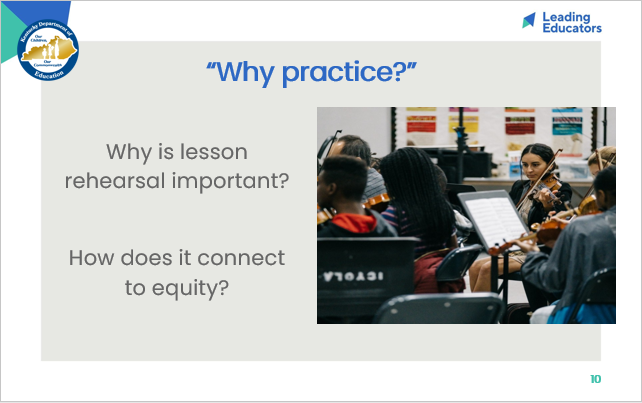 Kentucky Department of
Our
Children,
Our
Commonwealth
Education
Leading
Educators
“Why practice?”
Why is lesson
rehearsal important?
How does it connect
to equity?
10